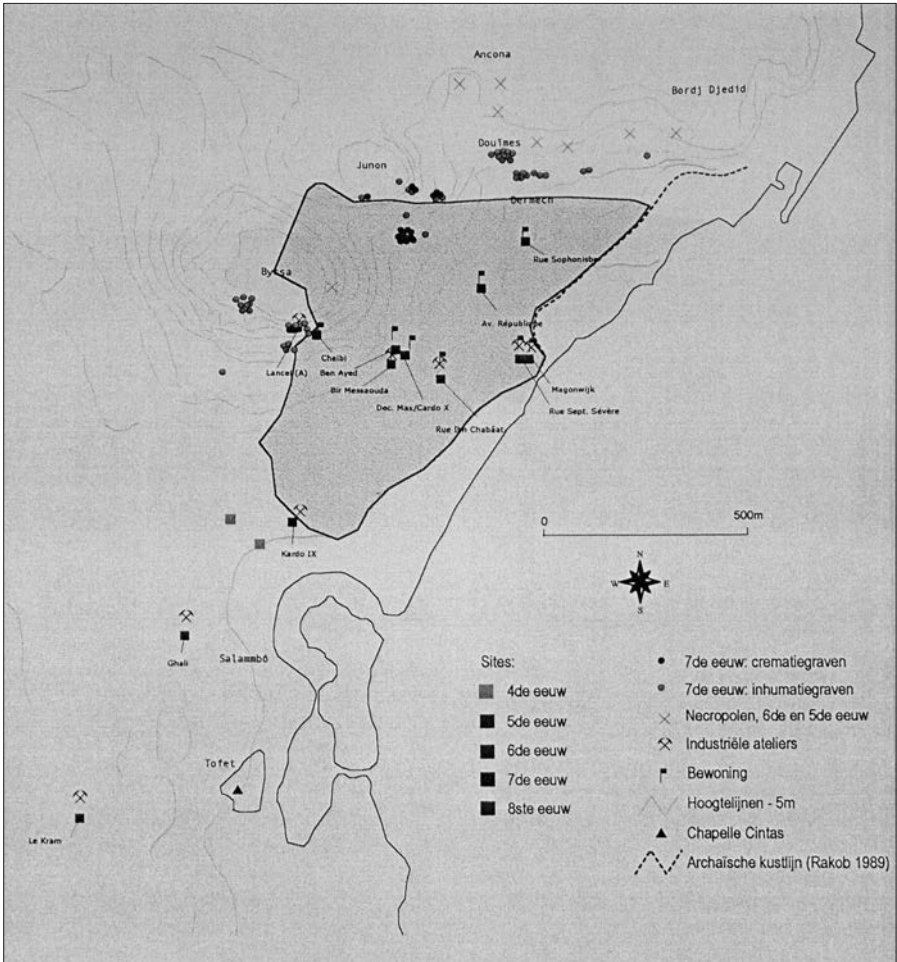 Ancona
Bordj Djedid
Douïmes
Junon
Dermech
Rue Sophonisbe
Byrsa
Av. République
Chelbi
Lancel (A)
Ben Ayed
Bir Messaouda
Dec. Max/Cardo X
Magonwijk
Rue Sept. Sévère
Rue Ibn Chabâat
0
500m
Kardo IX
N
W
E
S
Ghali
Salammbô
Sites:
4de eeuw
5de eeuw
6de eeuw
7de eeuw
8ste eeuw
7de eeuw: crematiegraven
7de eeuw: inhumatiegraven
Necropolen, 6de en 5de eeuw
Industriële ateliers
Bewoning
Hoogtelijnen - 5m
Chapelle Cintas
Archaïsche kustlijn (Rakob 1989)
Tofet
Le Kram